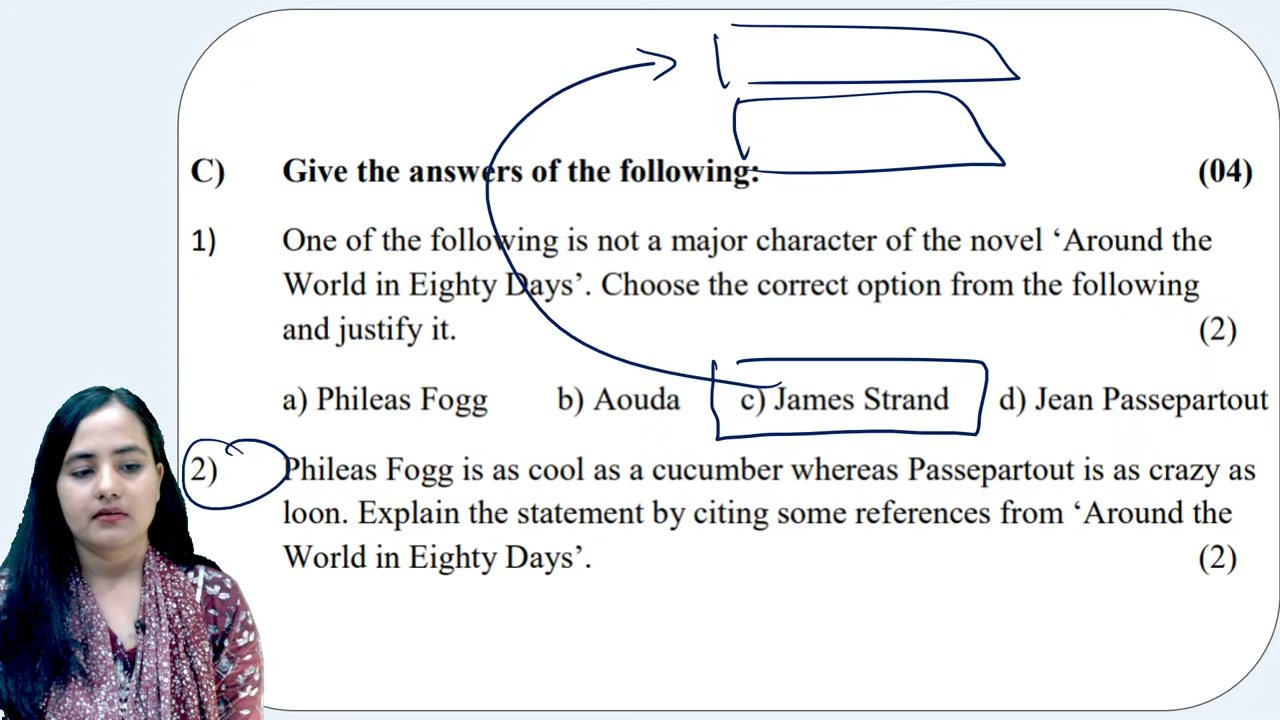 C) Give the answers of the following: (04)
1) One of the following is not a major character of the novel ‘Around the
World in Eighty Days’. Choose the correct option from the following
and justify it. (2)
a) Phileas Fogg b) Aouda c) James Strand d) Jean Passepartout
2) Phileas Fogg is as cool as a cucumber whereas Passepartout is as crazy as
loon. Explain the statement by citing some references from ‘Around the
World in Eighty Days’. (2)